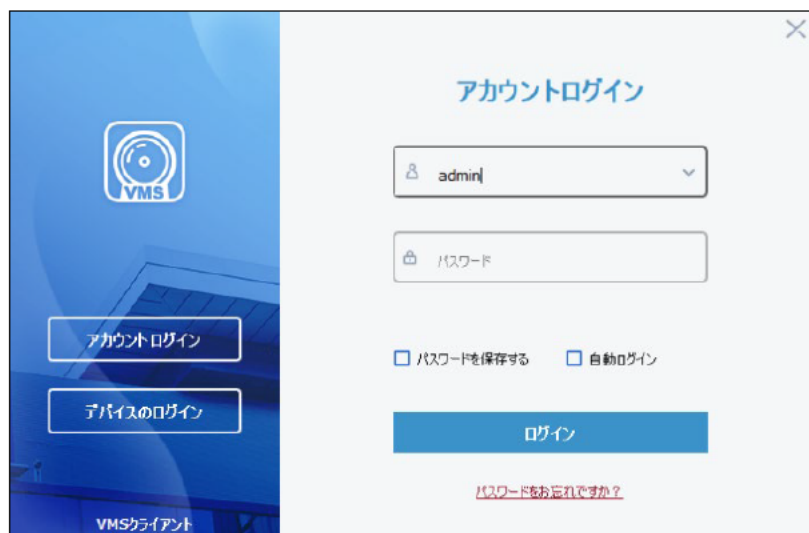 VMS
アカウントログイン
デバイスのログイン
VMSクライアント
アカウントログイン
admin
パスワード
パスワードを保存する
自動ログイン
ログイン
パスワードをお忘れですか？